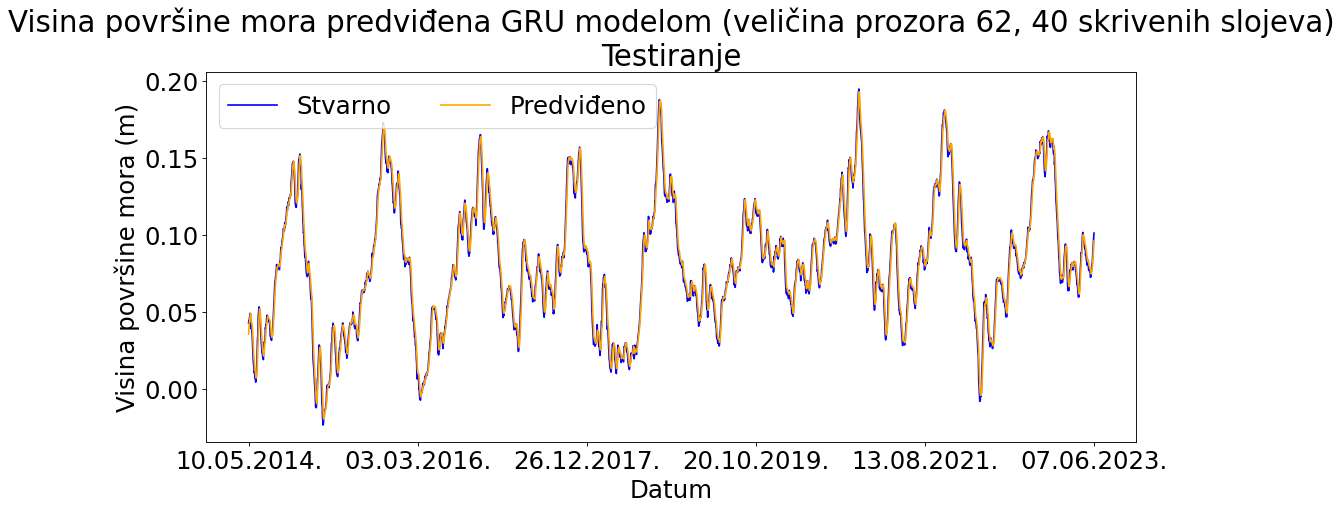 Visina površine mora predviđena GRU modelom (veličina prozora 62, 40 skrivenih slojeva)
Testiranje
Stvarno Predviđeno
Visina površine mora (m)
0.20
0.15
0.10
0.05
0.00
10.05.2014. 03.03.2016. 26.12.2017. 20.10.2019. 13.08.2021. 07.06.2023.
Datum